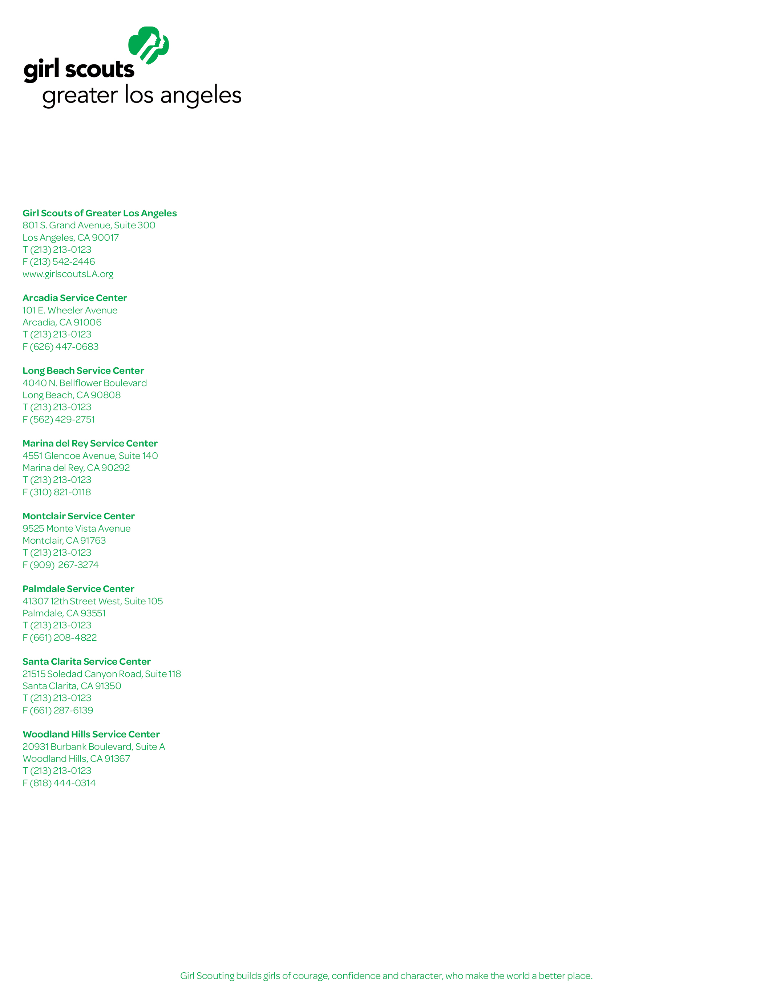 girl scouts
greater los angeles
Girl Scouts of Greater Los Angeles
801 S. Grand Avenue, Suite 300
Los Angeles, CA 90017
T (213) 213-0123
F (213) 542-2446
www.girlscoutsLA.org
Arcadia Service Center
101 E. Wheeler Avenue
Arcadia, CA 91006
T (213) 213-0123
F (626) 447-0683
Long Beach Service Center
4040 N. Bellflower Boulevard
Long Beach, CA 90808
T (213) 213-0123
F (562) 429-2751
Marina del Rey Service Center
4551 Glencoe Avenue, Suite 140
Marina del Rey, CA 90292
T (213) 213-0123
F (310) 821-0118
Montclair Service Center
9525 Monte Vista Avenue
Montclair, CA 91763
T (213) 213-0123
F (909)  267-3274
Palmdale Service Center
41307 12th Street West, Suite 105
Palmdale, CA 93551
T (213) 213-0123
F (661) 208-4822
Santa Clarita Service Center
21515 Soledad Canyon Road, Suite 118
Santa Clarita, CA 91350
T (213) 213-0123
F (661) 287-6139
Woodland Hills Service Center
20931 Burbank Boulevard, Suite A
Woodland Hills, CA 91367
T (213) 213-0123
F (818) 444-0314
Girl Scouting builds girls of courage, confidence and character, who make the world a better place.